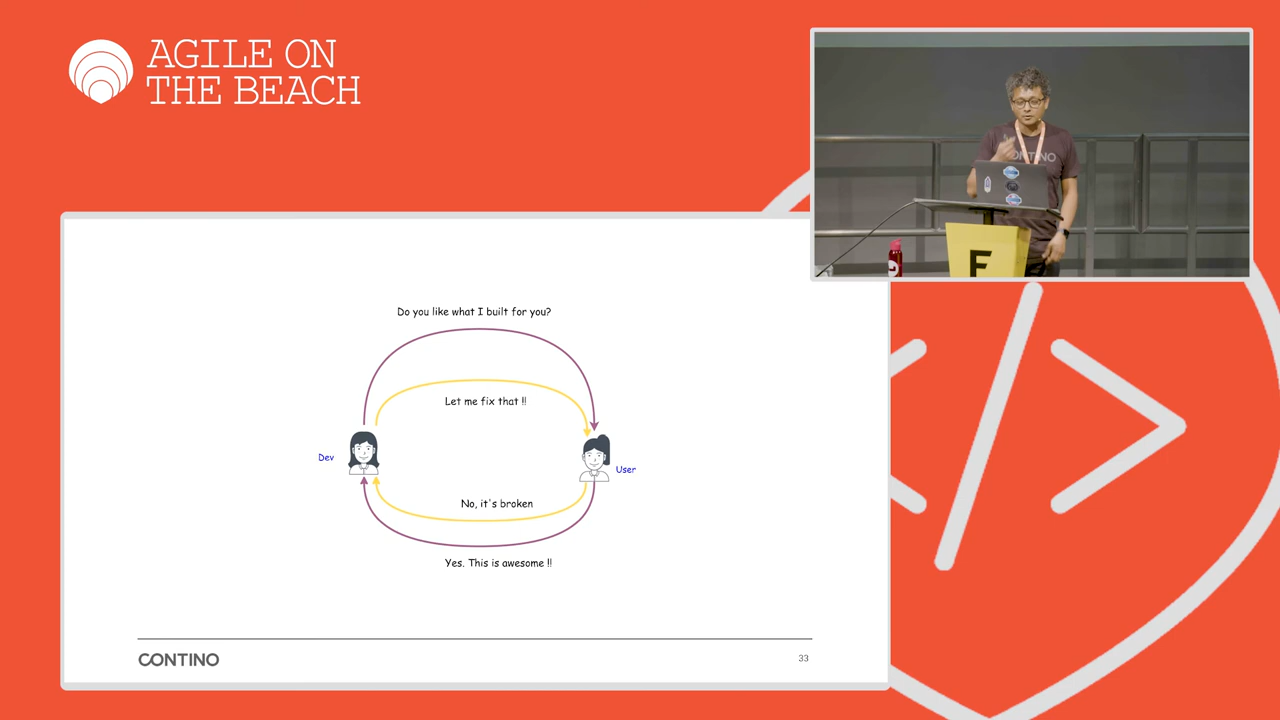 AGILE ON
THE BEACH
CONTINO
F
Do you like what I built for you?
Let me fix that !!
Dev
User
No, it's broken
Yes. This is awesome !!
CONTINO
33